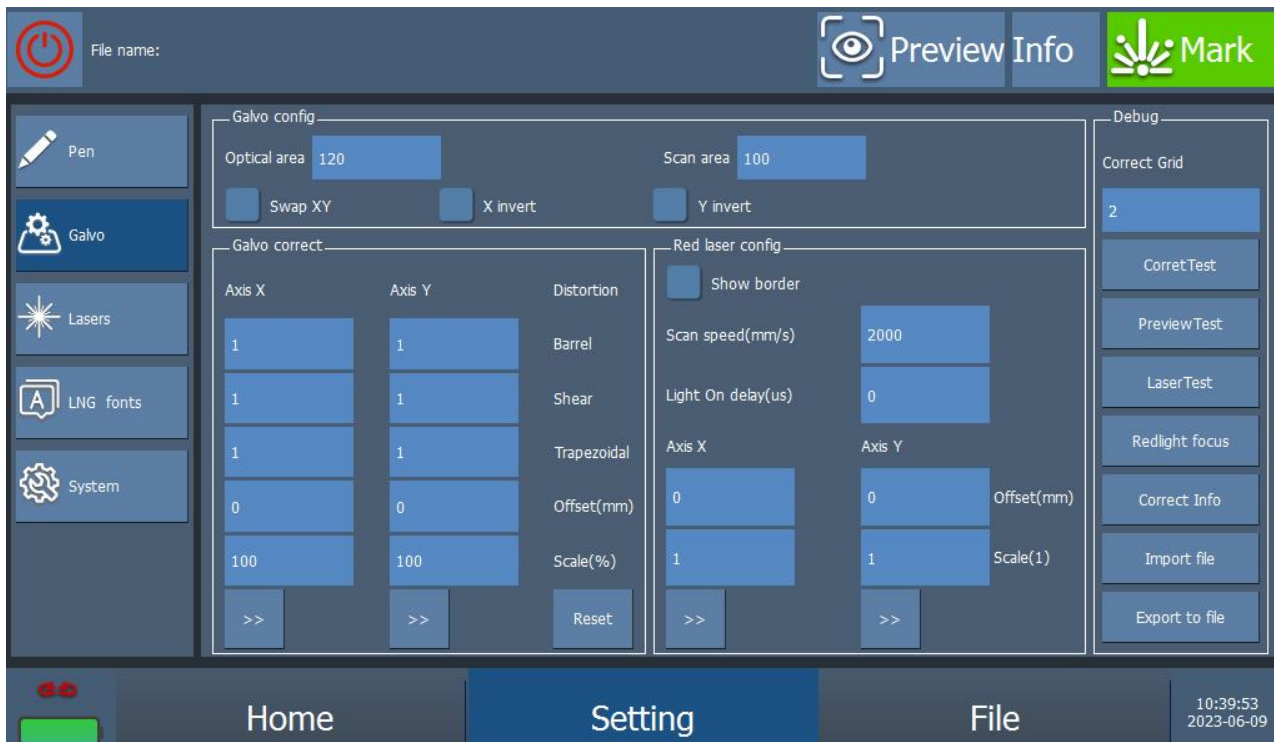 File name:
Preview
Info
Mark
Pen
Galvo
Lasers
LNG fonts
System
Galvo config
Optical area 120
Scan area 100
Swap XY
X invert
Y invert
Galvo correct
Axis X Axis Y Distortion
1 1 Barrel
1 1 Shear
1 1 Trapezoidal
0 0 Offset(mm)
100 100 Scale(%)
>> >> Reset
Red laser config
Show border
Scan speed(mm/s) 2000
Light On delay(us) 0
Axis X Axis Y
0 0 Offset(mm)
1 1 Scale(1)
>> >>
Debug
Correct Grid
2
CorretTest
PreviewTest
LaserTest
Redlight focus
Correct Info
Import file
Export to file
Home
Setting
File
10:39:53
2023-06-09